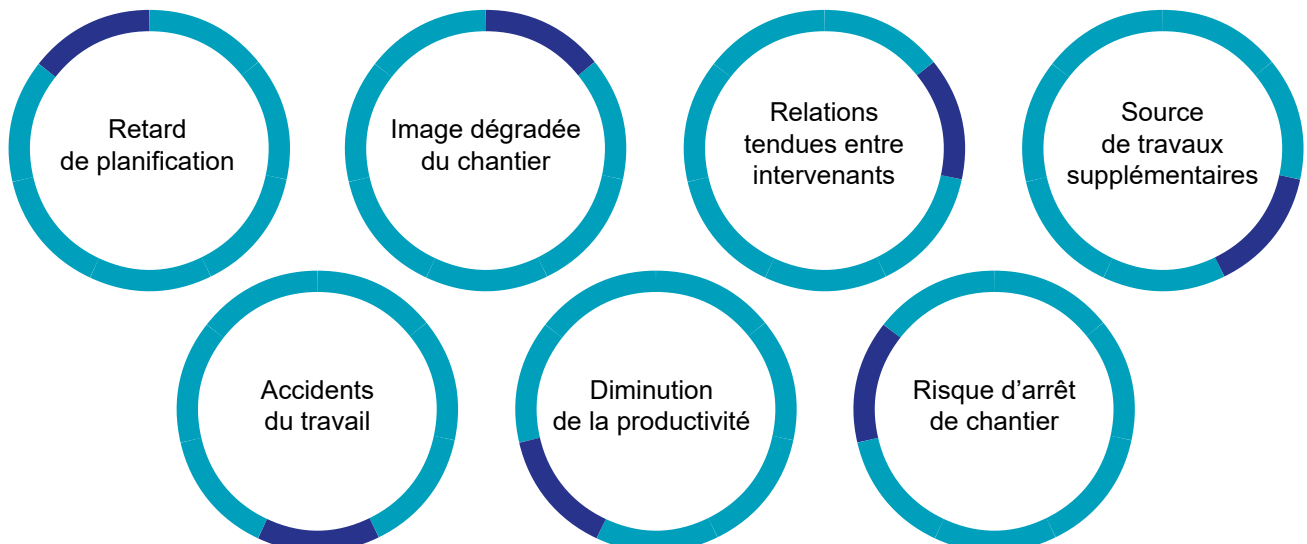 Retard
de planification
Image dégradée
du chantier
Relations
tendues entre
intervenants
Source
de travaux
supplémentaires
Accidents
du travail
Diminution
de la productivité
Risque d’arrêt
de chantier